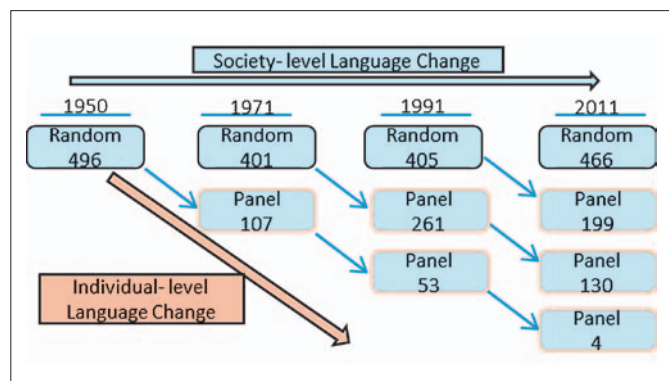 Society- level Language Change
1950
1971
1991
2011
Random
496
Random
401
Random
405
Random
466
Panel
107
Panel
261
Panel
199
Panel
53
Panel
130
Individual- level
Language Change
Panel
4